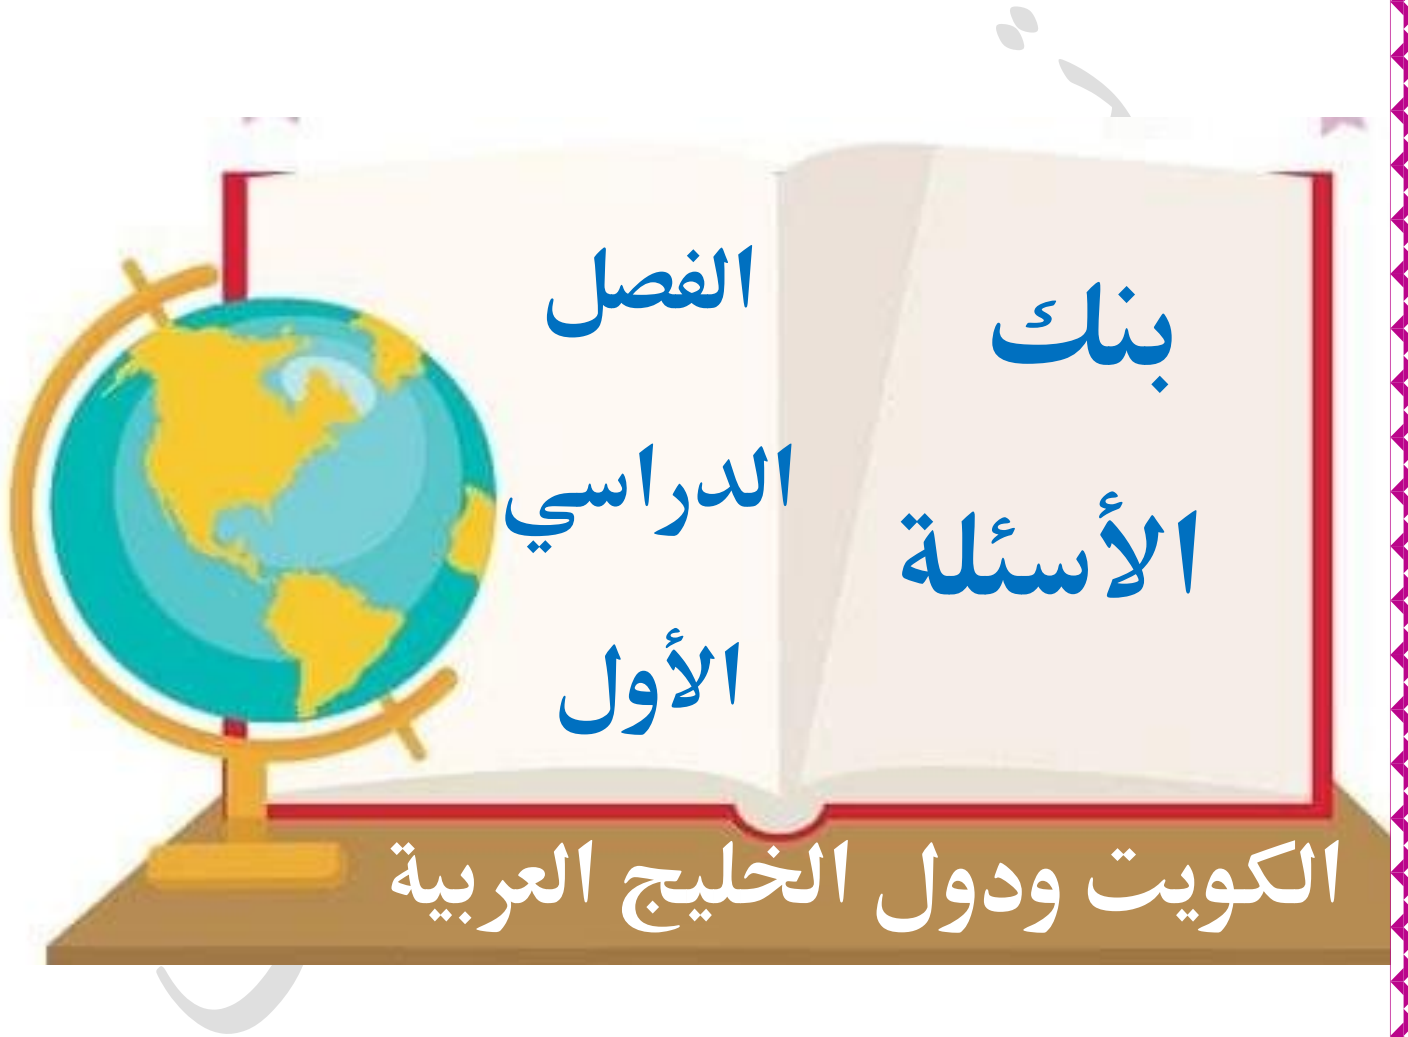 بنك
الأسئلة
الفصل
الدراسي
الأول
الكويت ودول الخليج العربية